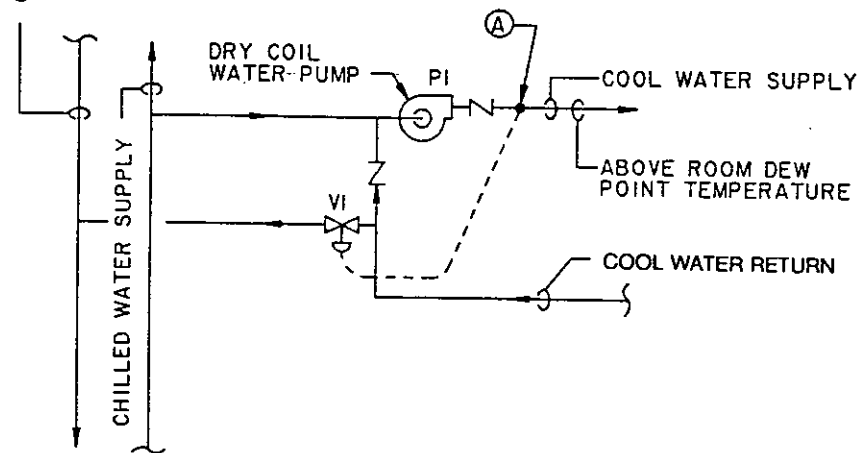 A
DRY COIL
WATER-PUMP
P1
COOL WATER SUPPLY
ABOVE ROOM DEW
POINT TEMPERATURE
CHILLED WATER SUPPLY
V1
COOL WATER RETURN